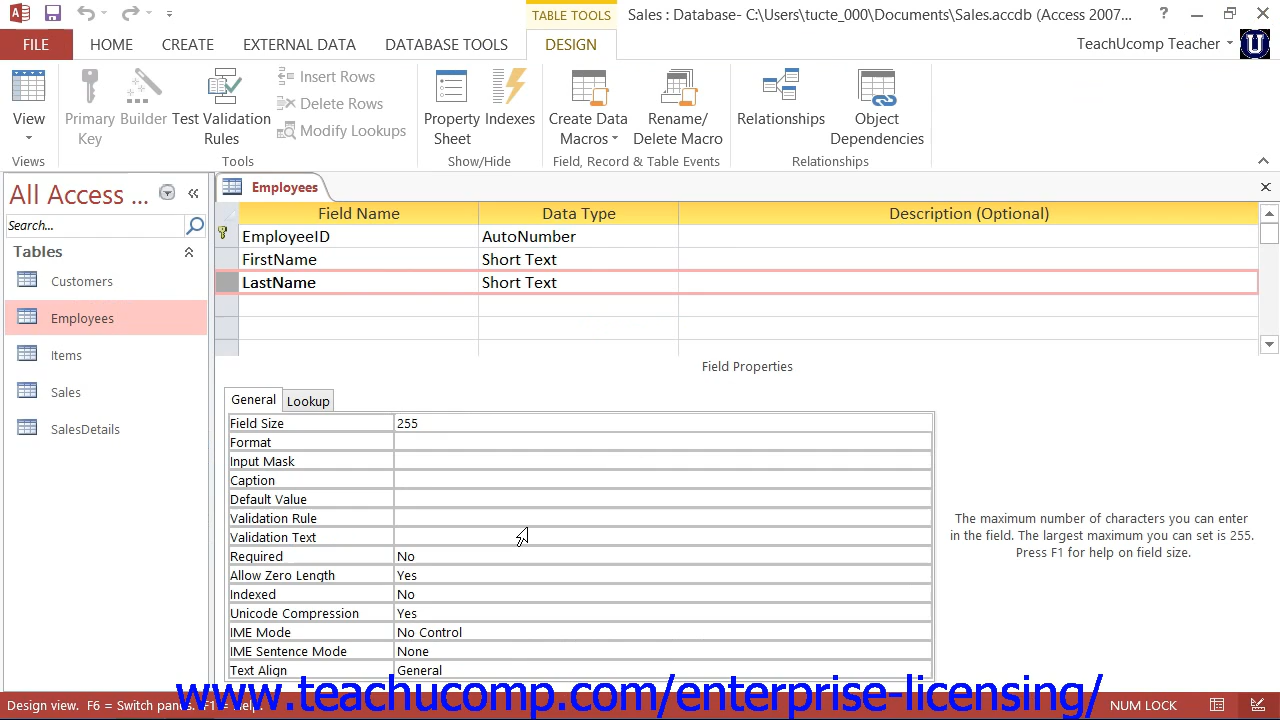 TABLE TOOLS
Sales : Database- C:\Users\tucte_000\Documents\Sales.accdb (Access 2007...
?
FILE
HOME
CREATE
EXTERNAL DATA
DATABASE TOOLS
DESIGN
TeachUcomp Teacher
U
View
Primary Key
Builder
Test Validation Rules
Insert Rows
Delete Rows
Modify Lookups
Property Sheet
Indexes
Create Data Macros
Rename/ Delete Macro
Relationships
Object Dependencies
Views
Tools
Show/Hide
Field, Record & Table Events
Relationships
All Access ...
Search...
Tables
Customers
Employees
Items
Sales
SalesDetails
Employees
Field Name Data Type Description (Optional)
EmployeeID AutoNumber
FirstName Short Text
LastName Short Text
Field Properties
General Lookup
Field Size 255
Format
Input Mask
Caption
Default Value
Validation Rule
Validation Text
Required No
Allow Zero Length Yes
Indexed No
Unicode Compression Yes
IME Mode No Control
IME Sentence Mode None
Text Align General
The maximum number of characters you can enter
in the field. The largest maximum you can set is 255.
Press F1 for help on field size.
www.teachucomp.com/enterprise-licensing/
Design view. F6 = Switch panes. F1 = Help.
NUM LOCK